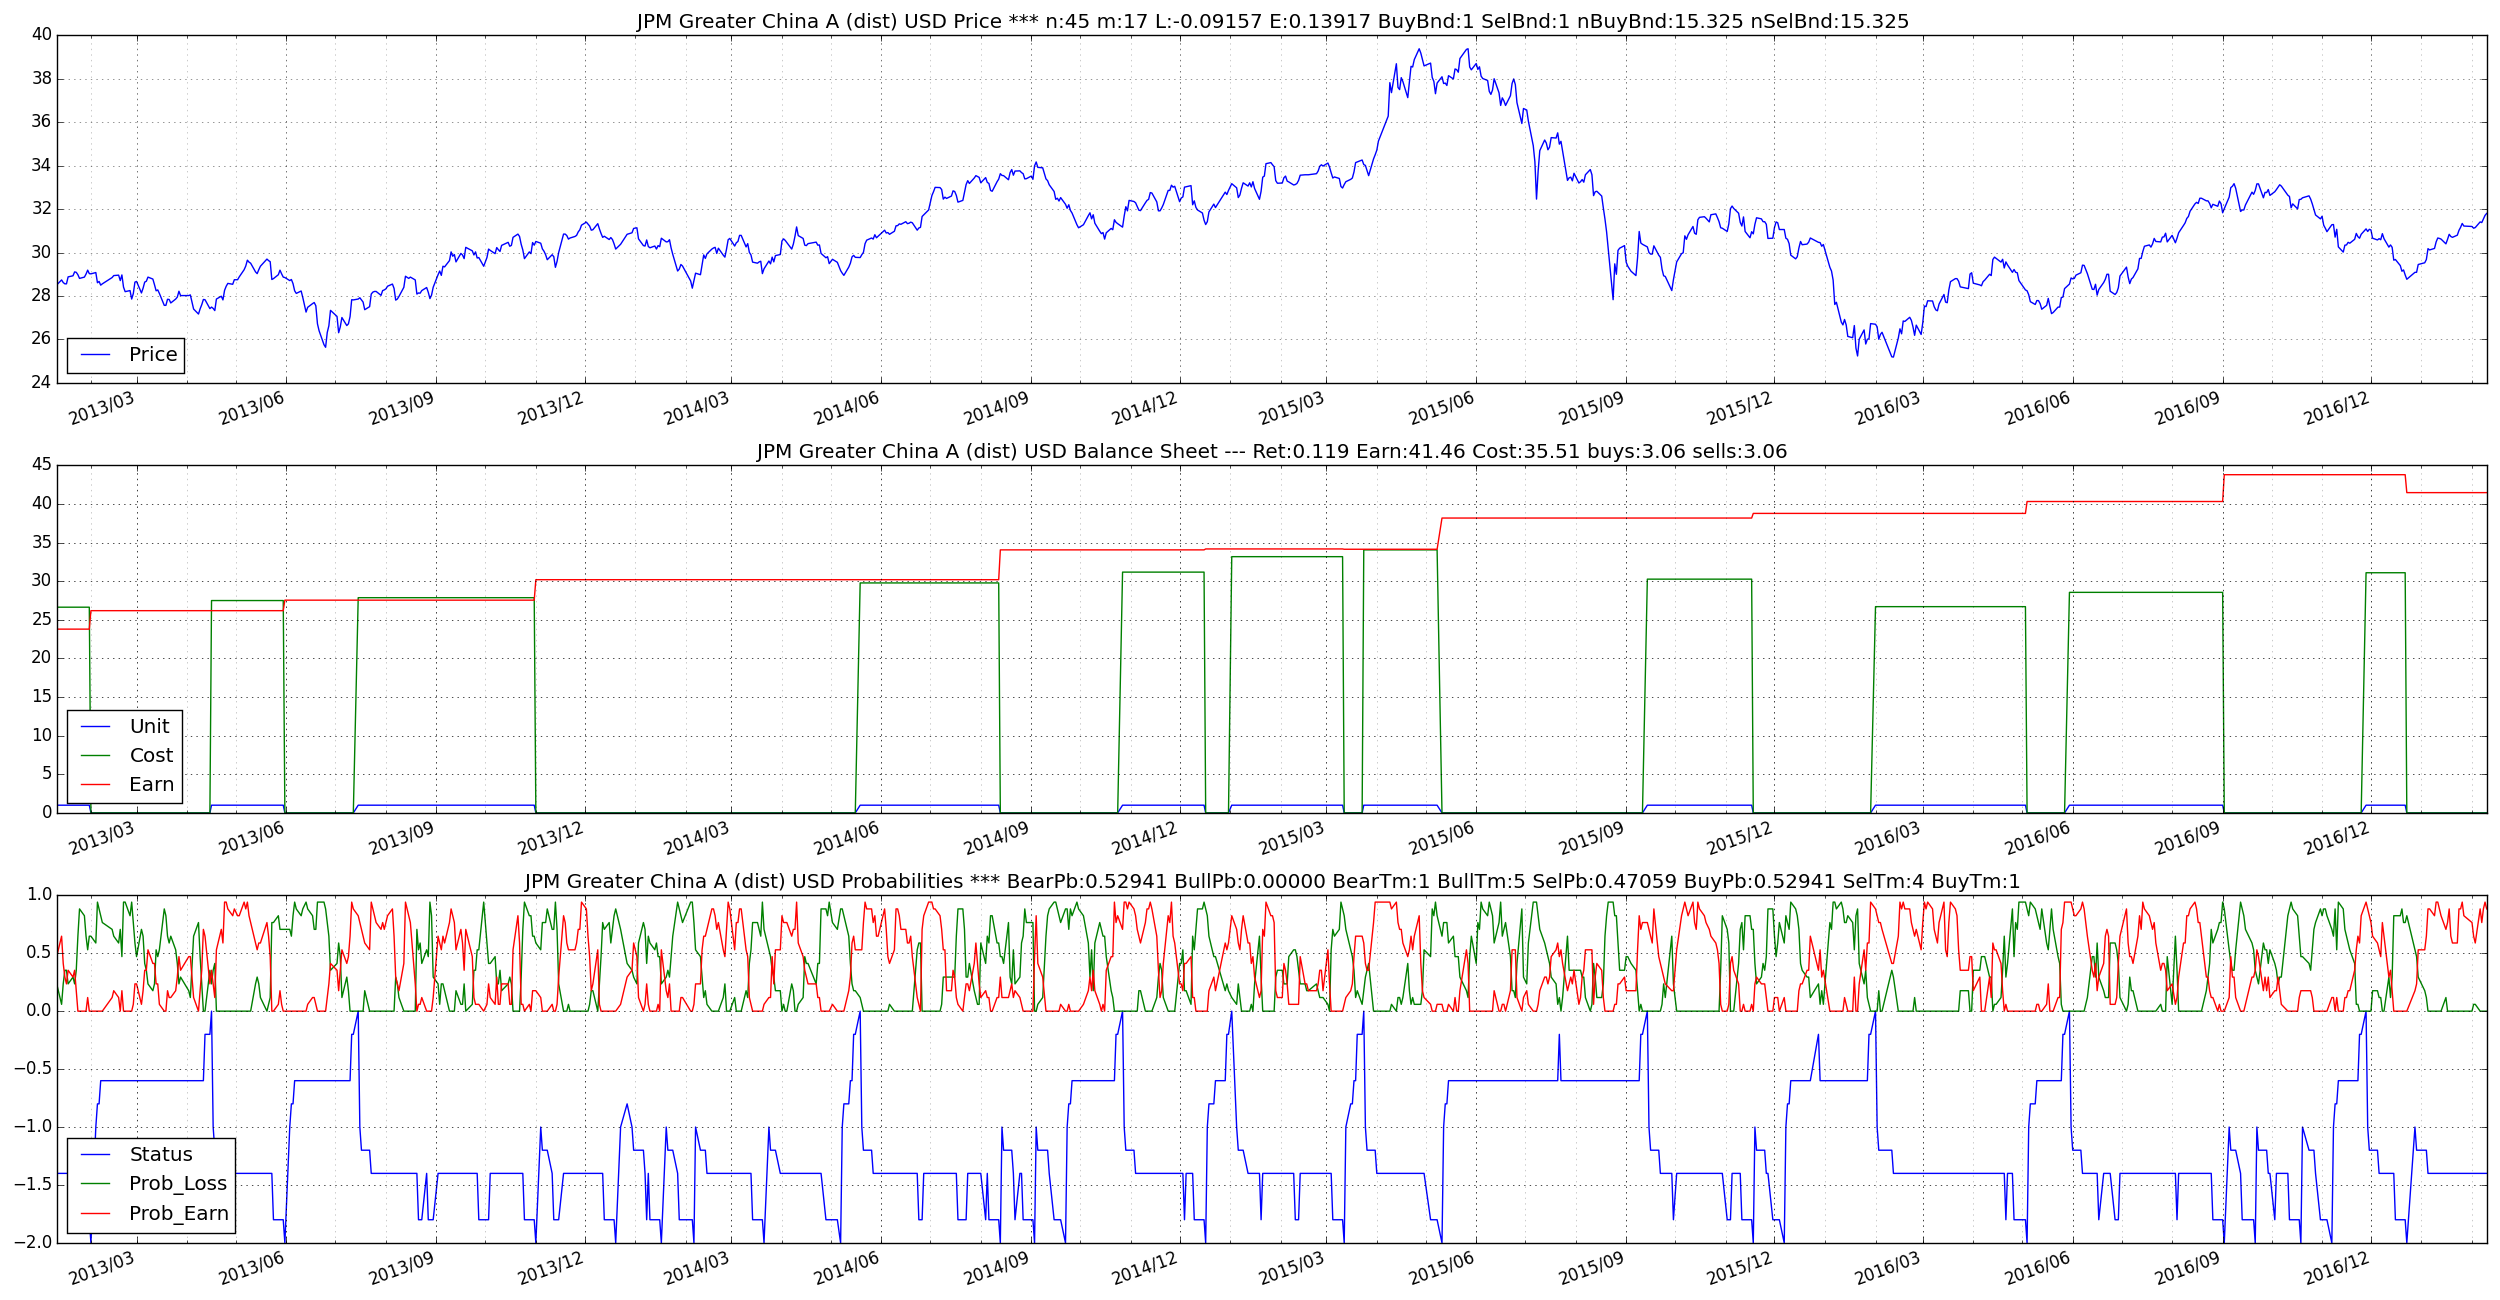 JPM Greater China A (dist) USD Price *** n:45 m:17 L:-0.09157 E:0.13917 BuyBnd:1 SelBnd:1 nBuyBnd:15.325 nSelBnd:15.325
40
38
36
34
32
30
28
26
24
Price
2013/03 2013/06 2013/09 2013/12 2014/03 2014/06 2014/09 2014/12 2015/03 2015/06 2015/09 2015/12 2016/03 2016/06 2016/09 2016/12
JPM Greater China A (dist) USD Balance Sheet --- Ret:0.119 Earn:41.46 Cost:35.51 buys:3.06 sells:3.06
45
40
35
30
25
20
15
10
5
0
Unit
Cost
Earn
2013/03 2013/06 2013/09 2013/12 2014/03 2014/06 2014/09 2014/12 2015/03 2015/06 2015/09 2015/12 2016/03 2016/06 2016/09 2016/12
JPM Greater China A (dist) USD Probabilities *** BearPb:0.52941 BullPb:0.00000 BearTm:1 BullTm:5 SelPb:0.47059 BuyPb:0.52941 SelTm:4 BuyTm:1
1.0
0.5
0.0
−0.5
−1.0
−1.5
−2.0
Status
Prob_Loss
Prob_Earn
2013/03 2013/06 2013/09 2013/12 2014/03 2014/06 2014/09 2014/12 2015/03 2015/06 2015/09 2015/12 2016/03 2016/06 2016/09 2016/12